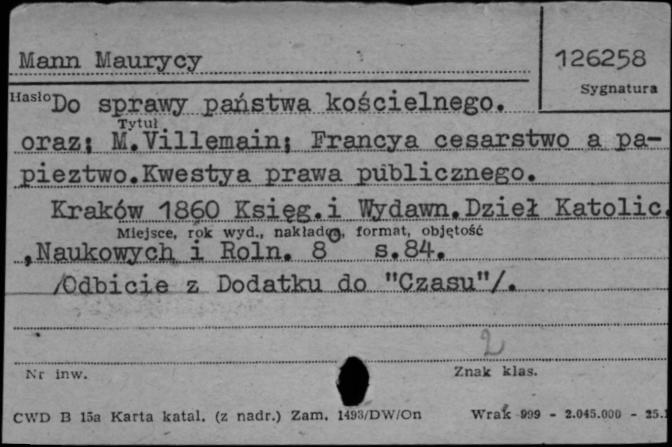 Mann Maurycy
126258
Sygnatura
Hasło
Do sprawy państwa kościelnego.
Tytuł
oraz; M.Villemain; Francya cesarstwo a pa-
pieztwo.Kwestya prawa publicznego.
Kraków 1860 Księg.i Wydawn.Dzieł Katolic.
Miejsce, rok wyd., nakładca, format, objętość
,Naukowych i Roln. 8° s.84.
/Odbicie z Dodatku do "Czasu"/.
2
Nr inw.
Znak klas.
CWD B 15a Karta katal. (z nadr.) Zam. 1493/DW/On Wrak 999 - 2.045.000 - 25.